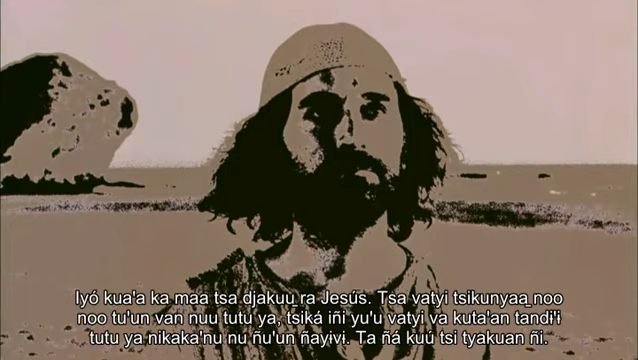 Iyó kua'a ka maa tsa djakuu̱ ra Jesús. Tsa vatyi tsikunyaa̱ noo
noo tu'un van nuu tutu ya, tsiká iñi yu'u vatyi va kuta'an tandɨ'ɨ
tutu ya nikaka'nu nu ñu'un ñayɨvɨ. Ta ñá kuú tsi tyakuan ñi.